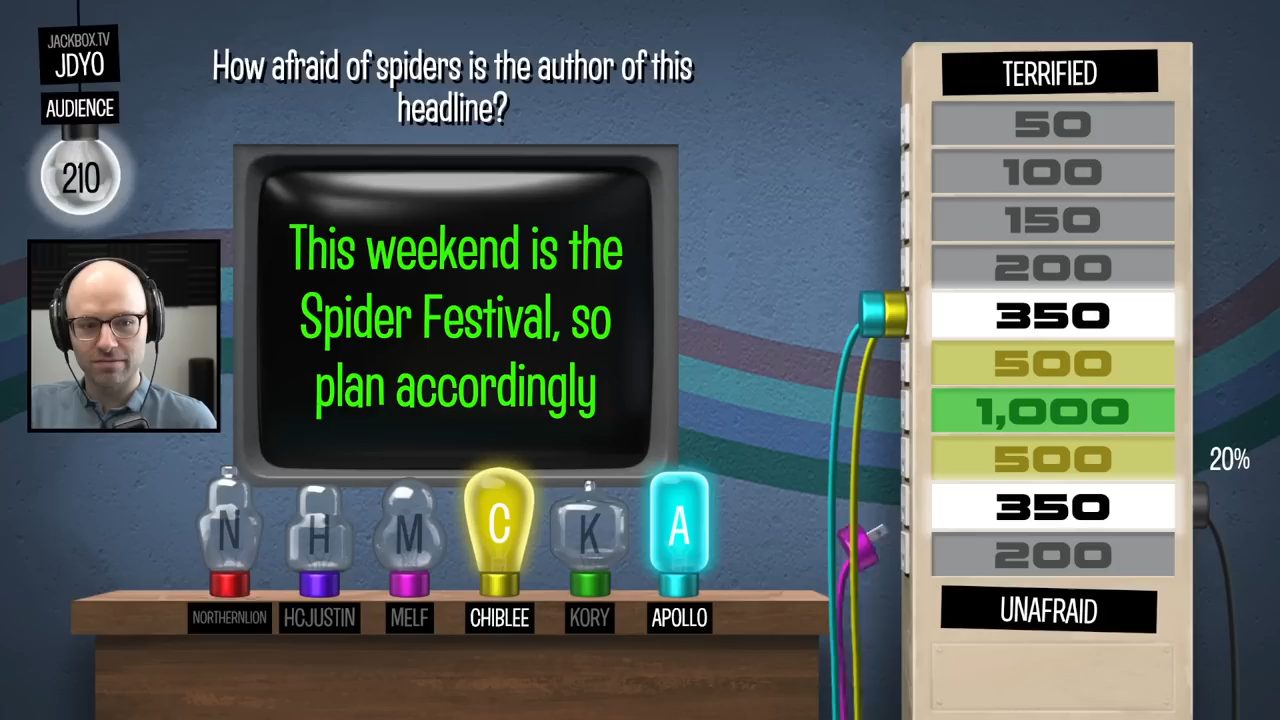 JACKBOX.TV
JDYO
AUDIENCE
210
How afraid of spiders is the author of this
headline?
This weekend is the
Spider Festival, so
plan accordingly
N
H
M
C
K
A
NORTHERNLION
HCJUSTIN
MELF
CHIBLEE
KORY
APOLLO
TERRIFIED
50
100
150
200
350
500
1,000
500
350
200
UNAFRAID
20%